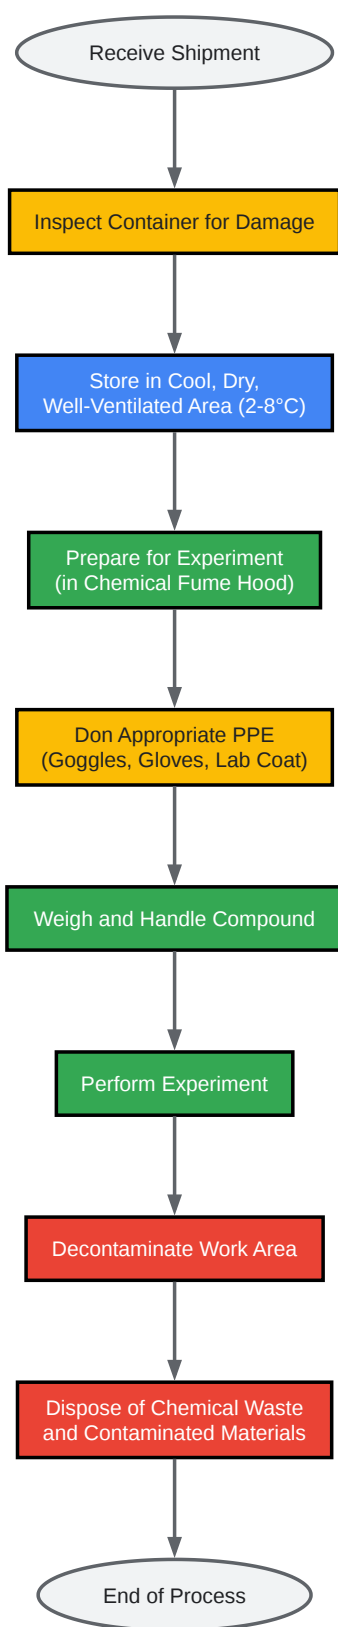 Receive Shipment
Inspect Container for Damage
Store in Cool, Dry,
Well-Ventilated Area (2-8°C)
Prepare for Experiment
(in Chemical Fume Hood)
Don Appropriate PPE
(Goggles, Gloves, Lab Coat)
Weigh and Handle Compound
Perform Experiment
Decontaminate Work Area
Dispose of Chemical Waste
and Contaminated Materials
End of Process